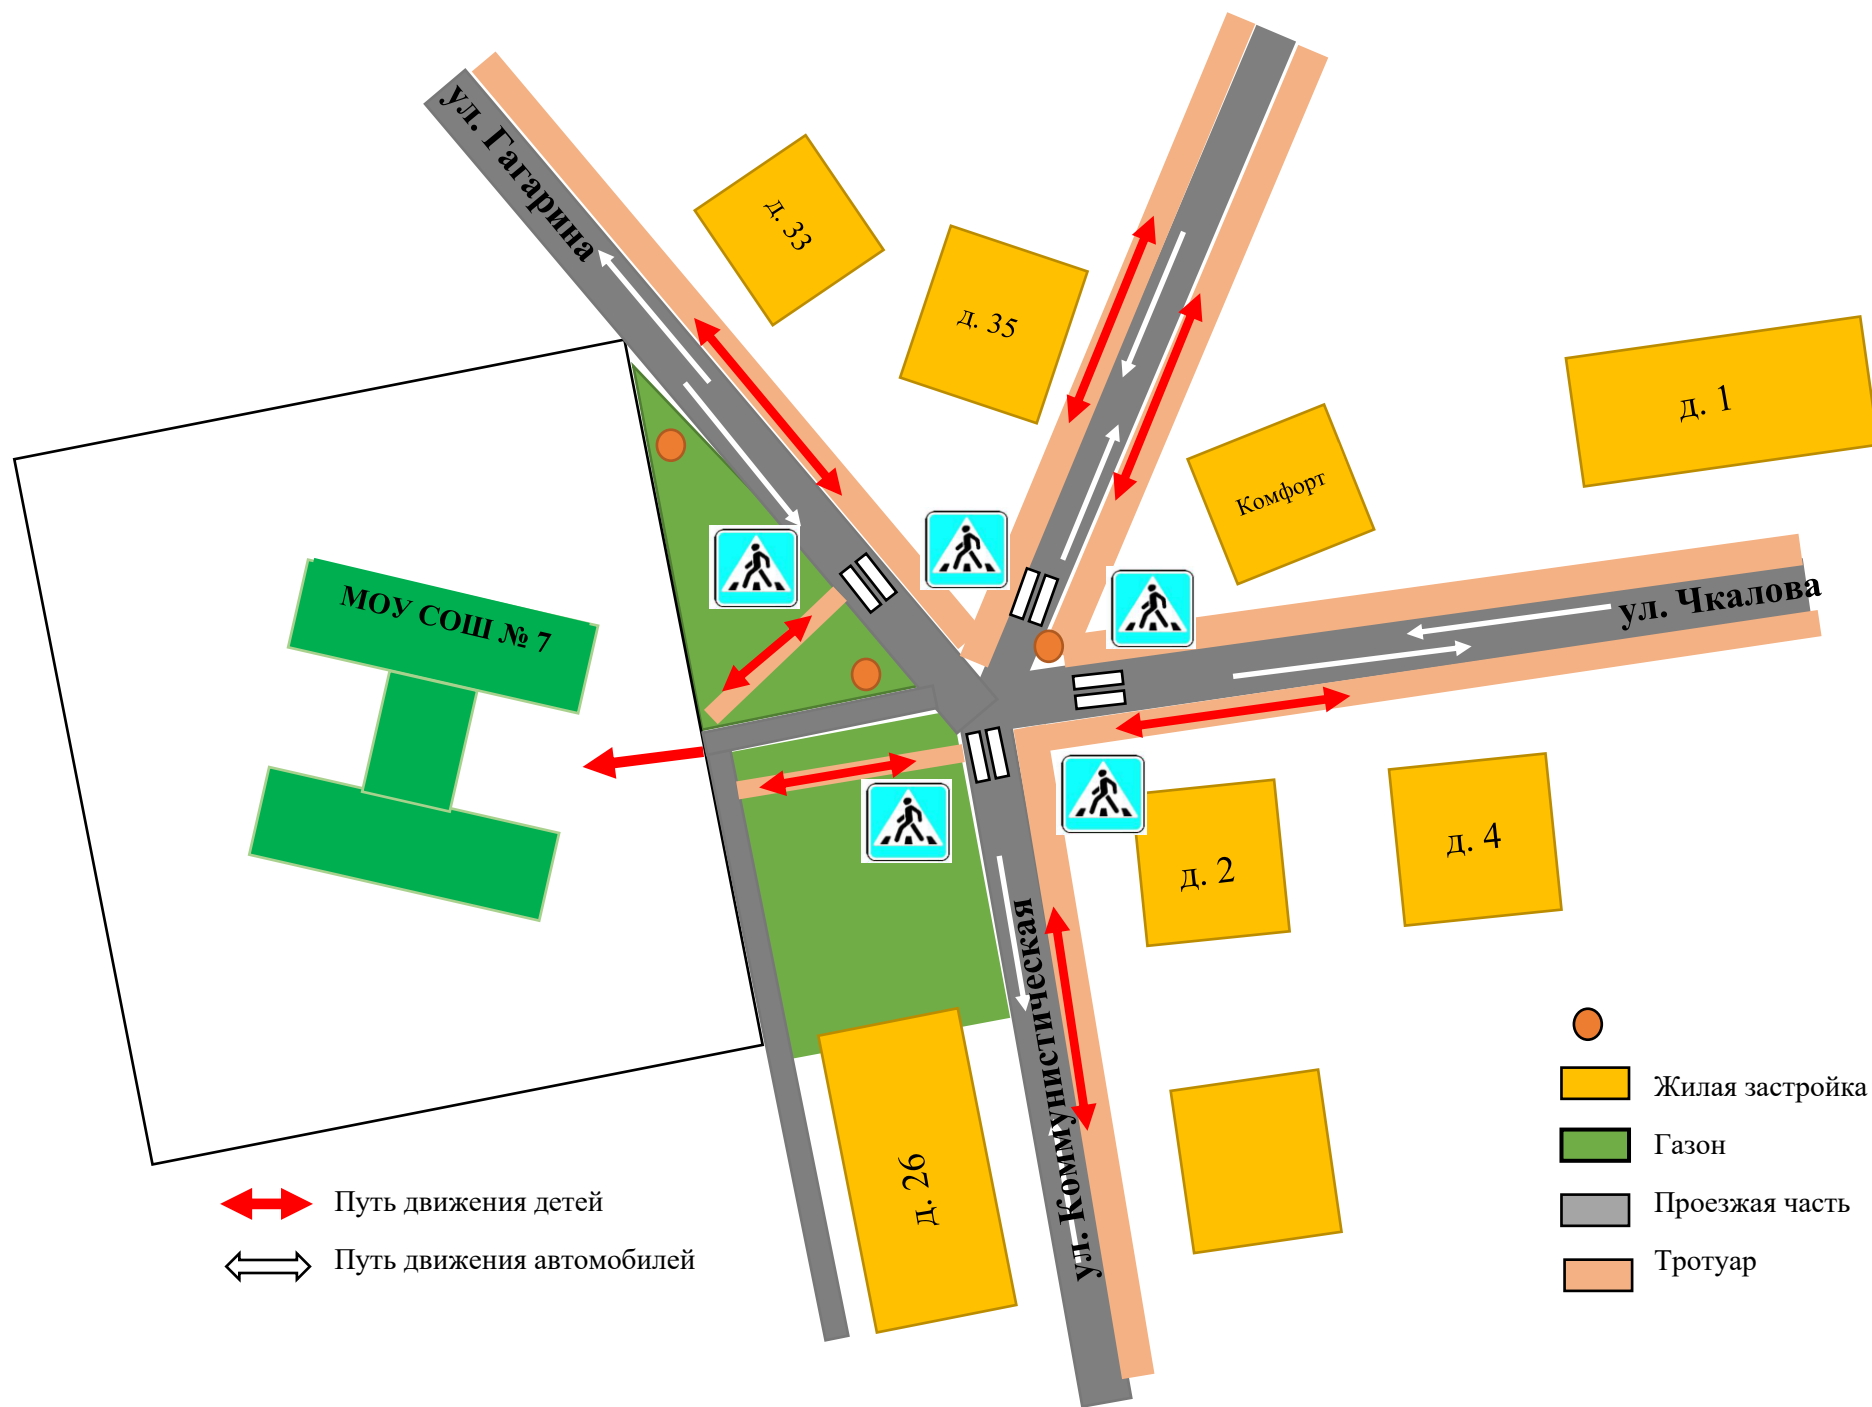 ул. Гагарина
д. 33
д. 35
д. 1
Комфорт
ул. Чкалова
МОУ СОШ № 7
д. 2
д. 4
ул. Коммунистическая
д. 26
Путь движения детей
Путь движения автомобилей
Жилая застройка
Газон
Проезжая часть
Тротуар